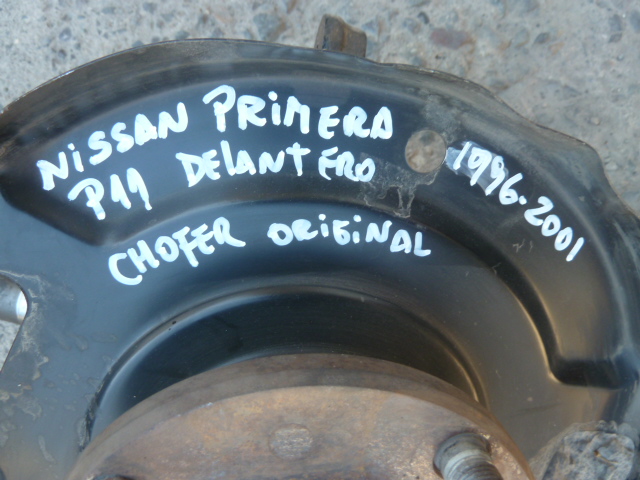 NiSSAN PRIMERA
P11 DELANTERO
1996-2001
CHOFER ORiGiNAL